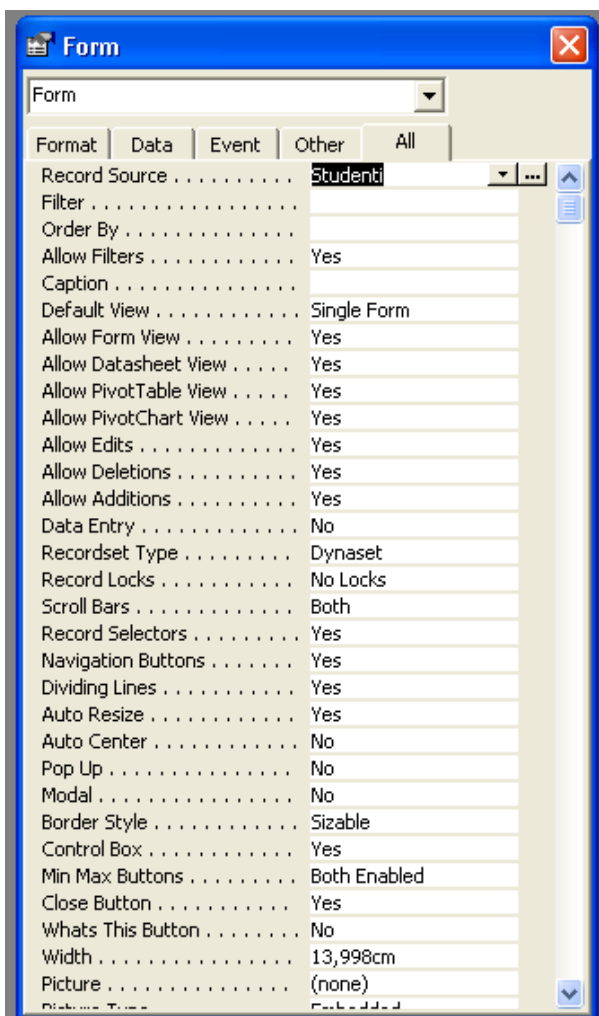 Form
Form
Format Data Event Other All
Record Source . . . . . . . . . . Studenti ...
Filter . . . . . . . . . . . . . . . . .
Order By . . . . . . . . . . . . . .
Allow Filters . . . . . . . . . . . Yes
Caption . . . . . . . . . . . . . . .
Default View . . . . . . . . . . . Single Form
Allow Form View . . . . . . . . . Yes
Allow Datasheet View . . . . . Yes
Allow PivotTable View . . . . . Yes
Allow PivotChart View . . . . . Yes
Allow Edits . . . . . . . . . . . . . Yes
Allow Deletions . . . . . . . . . . Yes
Allow Additions . . . . . . . . . . Yes
Data Entry . . . . . . . . . . . . . No
Recordset Type . . . . . . . . . Dynaset
Record Locks . . . . . . . . . . . No Locks
Scroll Bars . . . . . . . . . . . . . Both
Record Selectors . . . . . . . . . Yes
Navigation Buttons . . . . . . . Yes
Dividing Lines . . . . . . . . . . . Yes
Auto Resize . . . . . . . . . . . . Yes
Auto Center . . . . . . . . . . . . No
Pop Up . . . . . . . . . . . . . . . No
Modal . . . . . . . . . . . . . . . . No
Border Style . . . . . . . . . . . . Sizable
Control Box . . . . . . . . . . . . Yes
Min Max Buttons . . . . . . . . . Both Enabled
Close Button . . . . . . . . . . . Yes
Whats This Button . . . . . . . . No
Width . . . . . . . . . . . . . . . . 13,998cm
Picture . . . . . . . . . . . . . . . (none)
Picture Type . . . . . . . . . . . Embedded